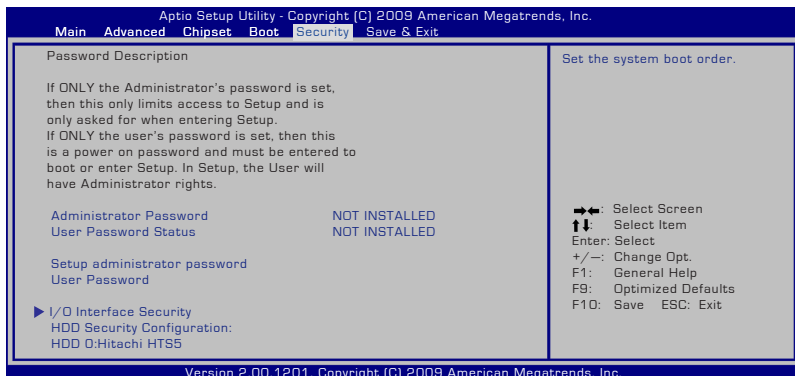 Aptio Setup Utility - Copyright (C) 2009 American Megatrends, Inc.
Main Advanced Chipset Boot Security Save & Exit
Password Description
If ONLY the Administrator's password is set,
then this only limits access to Setup and is
only asked for when entering Setup.
If ONLY the user's password is set, then this
is a power on password and must be entered to
boot or enter Setup. In Setup, the User will
have Administrator rights.
Administrator Password NOT INSTALLED
User Password Status NOT INSTALLED
Setup administrator password
User Password
I/O Interface Security
HDD Security Configuration:
HDD 0:Hitachi HTS5
Set the system boot order.
→←: Select Screen
↑↓: Select Item
Enter: Select
+/—: Change Opt.
F1: General Help
F9: Optimized Defaults
F10: Save ESC: Exit
Version 2.00.1201. Copyright (C) 2009 American Megatrends, Inc.